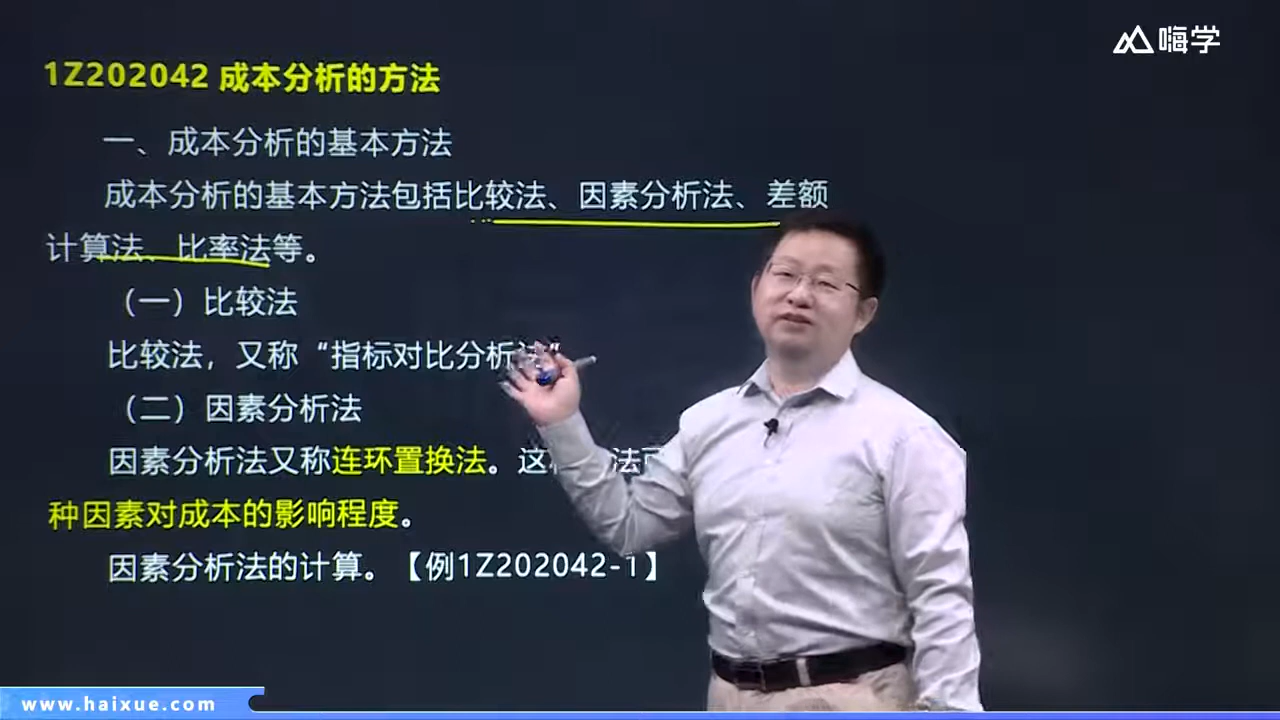 嗨学
1Z202042 成本分析的方法
一、成本分析的基本方法
成本分析的基本方法包括比较法、因素分析法、差额
计算法、比率法等。
（一）比较法
比较法，又称“指标对比分析法”
（二）因素分析法
因素分析法又称连环置换法。这 法
种因素对成本的影响程度。
因素分析法的计算。【例1Z202042-1】
www.haixue.com